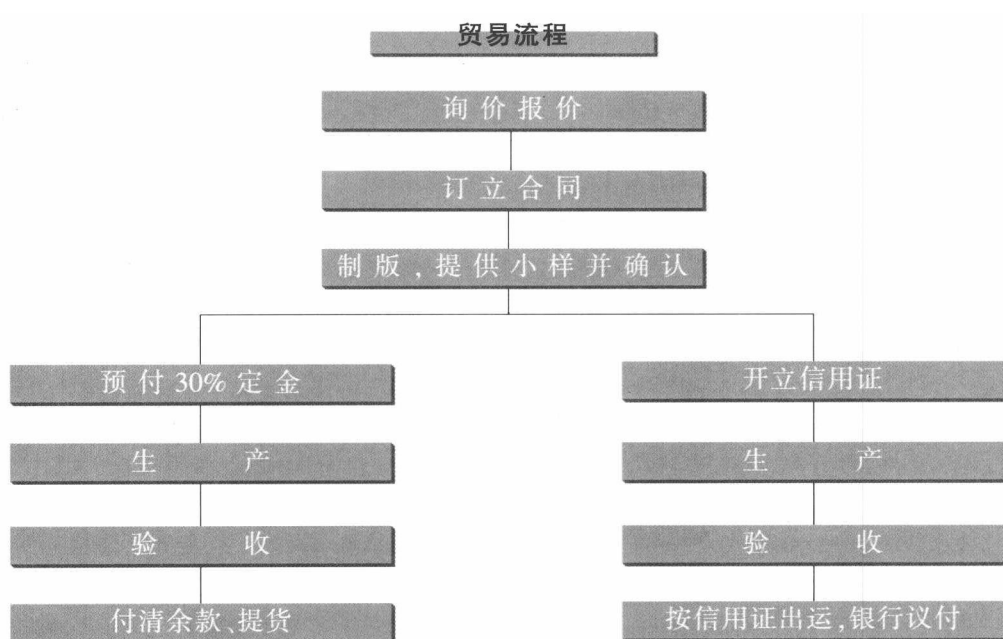 贸易流程
询价报价
订立合同
制版,提供小样并确认
预付30%定金
生产
验收
付清余款、提货
开立信用证
生产
验收
按信用证出运,银行议付